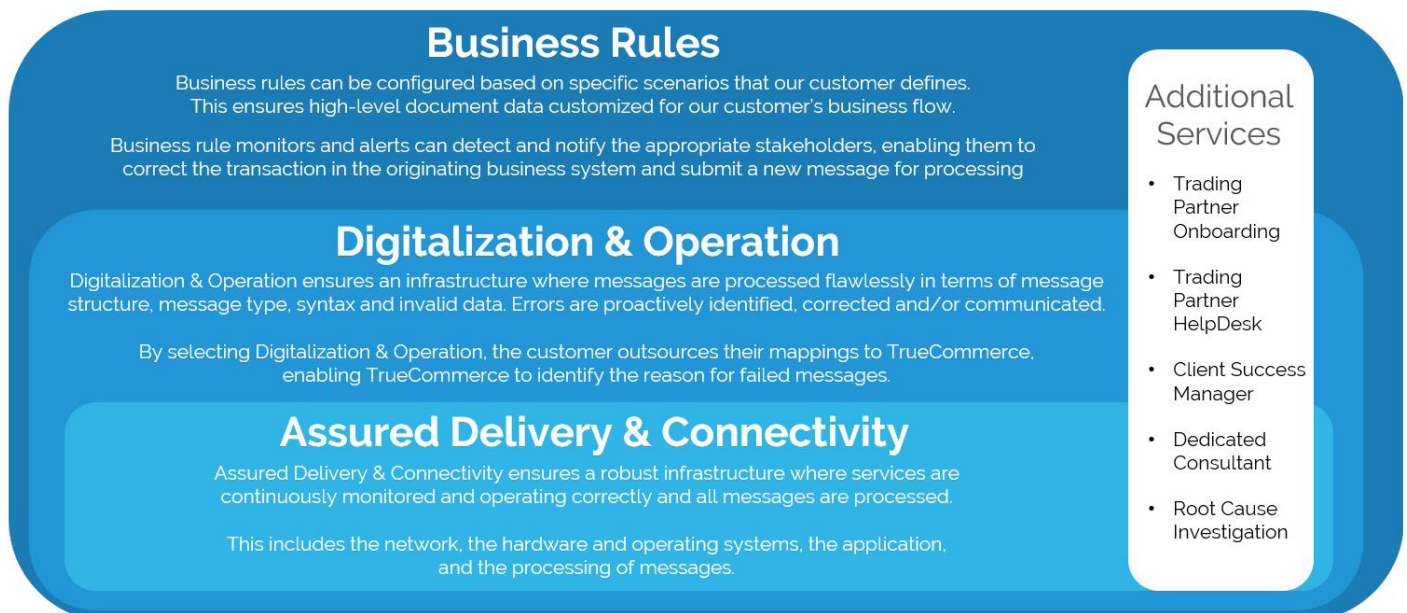 Business Rules
Business rules can be configured based on specific scenarios that our customer defines.
This ensures high-level document data customized for our customer's business flow.
Business rule monitors and alerts can detect and notify the appropriate stakeholders, enabling them to
correct the transaction in the originating business system and submit a new message for processing
Digitalization & Operation
Digitalization & Operation ensures an infrastructure where messages are processed flawlessly in terms of message
structure, message type, syntax and invalid data. Errors are proactively identified, corrected and/or communicated.
By selecting Digitalization & Operation, the customer outsources their mappings to TrueCommerce,
enabling TrueCommerce to identify the reason for failed messages.
Assured Delivery & Connectivity
Assured Delivery & Connectivity ensures a robust infrastructure where services are
continuously monitored and operating correctly and all messages are processed.
This includes the network, the hardware and operating systems, the application,
and the processing of messages.
Additional
Services
• Trading
Partner
Onboarding
• Trading
Partner
HelpDesk
• Client Success
Manager
• Dedicated
Consultant
• Root Cause
Investigation